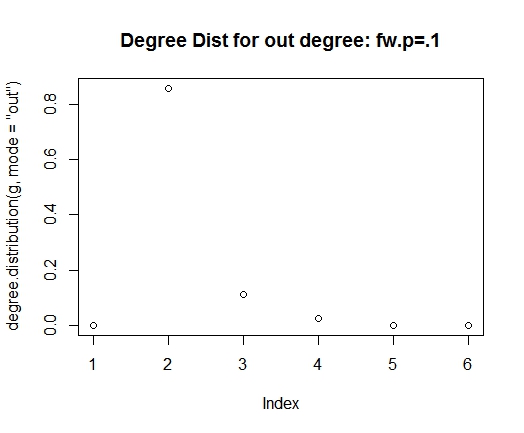 Degree Dist for out degree: fw.p=.1
degree.distribution(g, mode = "out")
0.8
0.6
0.4
0.2
0.0
1 2 3 4 5 6
Index